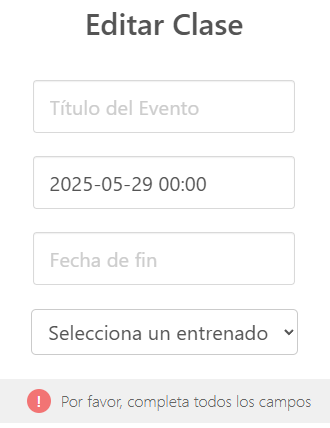 Editar Clase
Título del Evento
2025-05-29 00:00
Fecha de fin
Selecciona un entrenado
! Por favor, completa todos los campos